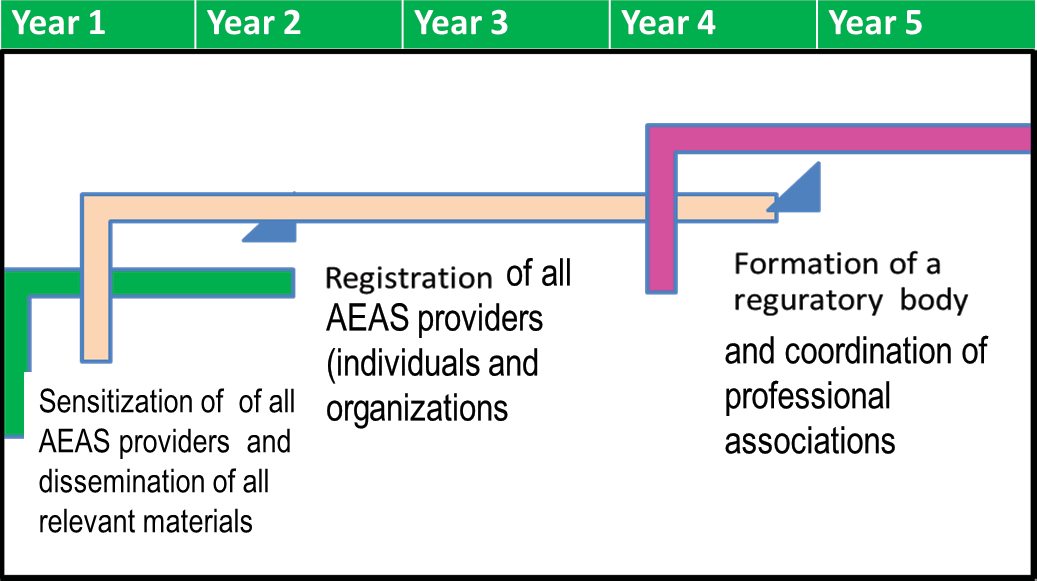 Year 1 Year 2 Year 3 Year 4 Year 5
Sensitization of of all
AEAS providers and
dissemination of all
relevant materials
Registration of all
AEAS providers
(individuals and
organizations
Formation of a
reguratory body
and coordination of
professional
associations